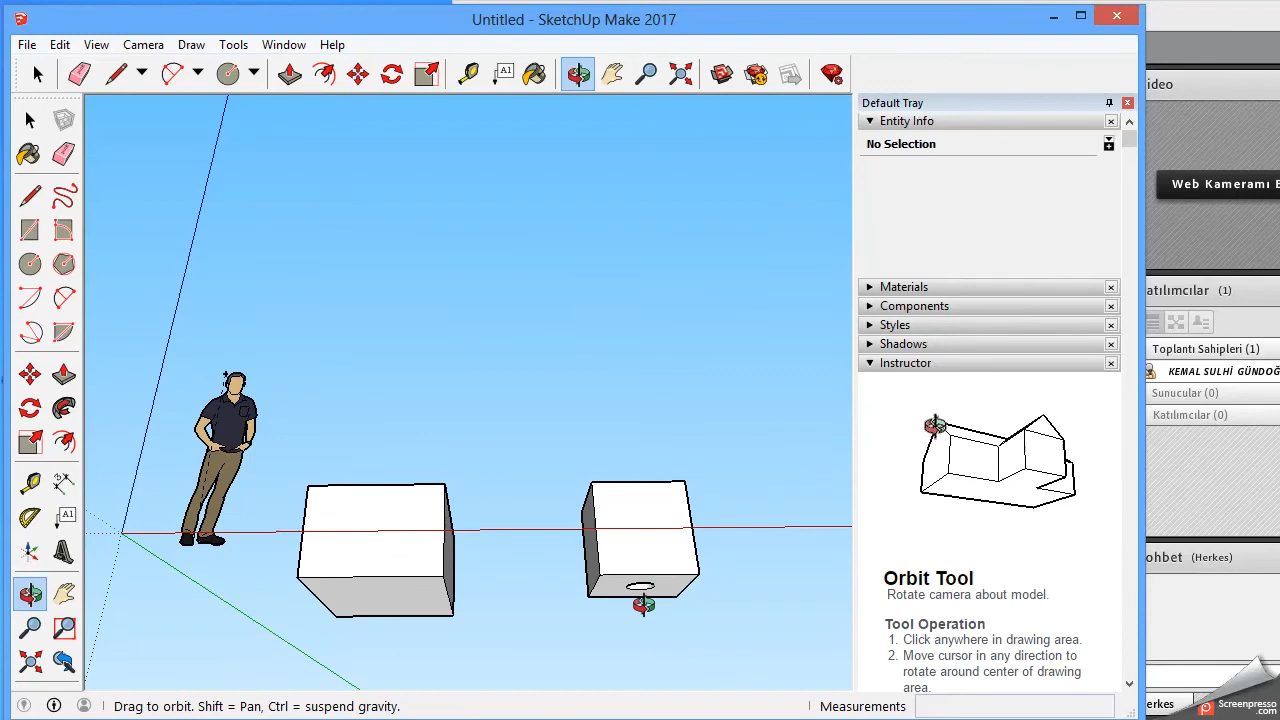 Untitled - SketchUp Make 2017
File Edit View Camera Draw Tools Window Help
A1
Default Tray
Entity Info
No Selection
Materials
Components
Styles
Shadows
Instructor
Orbit Tool
Rotate camera about model.
Tool Operation
1. Click anywhere in drawing area.
2. Move cursor in any direction to
rotate around center of drawing
area.
A1
Drag to orbit. Shift = Pan, Ctrl = suspend gravity.
Measurements
ideo
Web Kameramı E
atılımcılar (1)
Toplantı Sahipleri (1)
KEMAL SULHİ GÜNDOĞ
Sunucular (0)
Katılımcılar (0)
ohbet (Herkes)
erkes
Screenpresso
.com